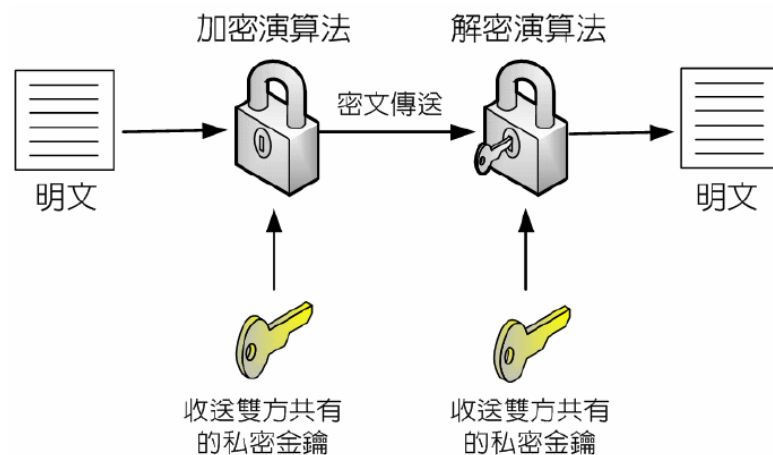 加密演算法
解密演算法
密文傳送
明文
明文
收送雙方共有
的私密金鑰
收送雙方共有
的私密金鑰